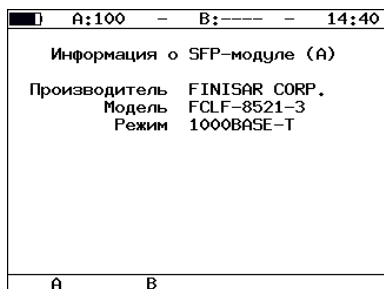 A:100 – B:---- – 14:40
Информация о SFP-модуле (A)
Производитель FINISAR CORP.
Модель FCLF-8521-3
Режим 1000BASE-T
A B